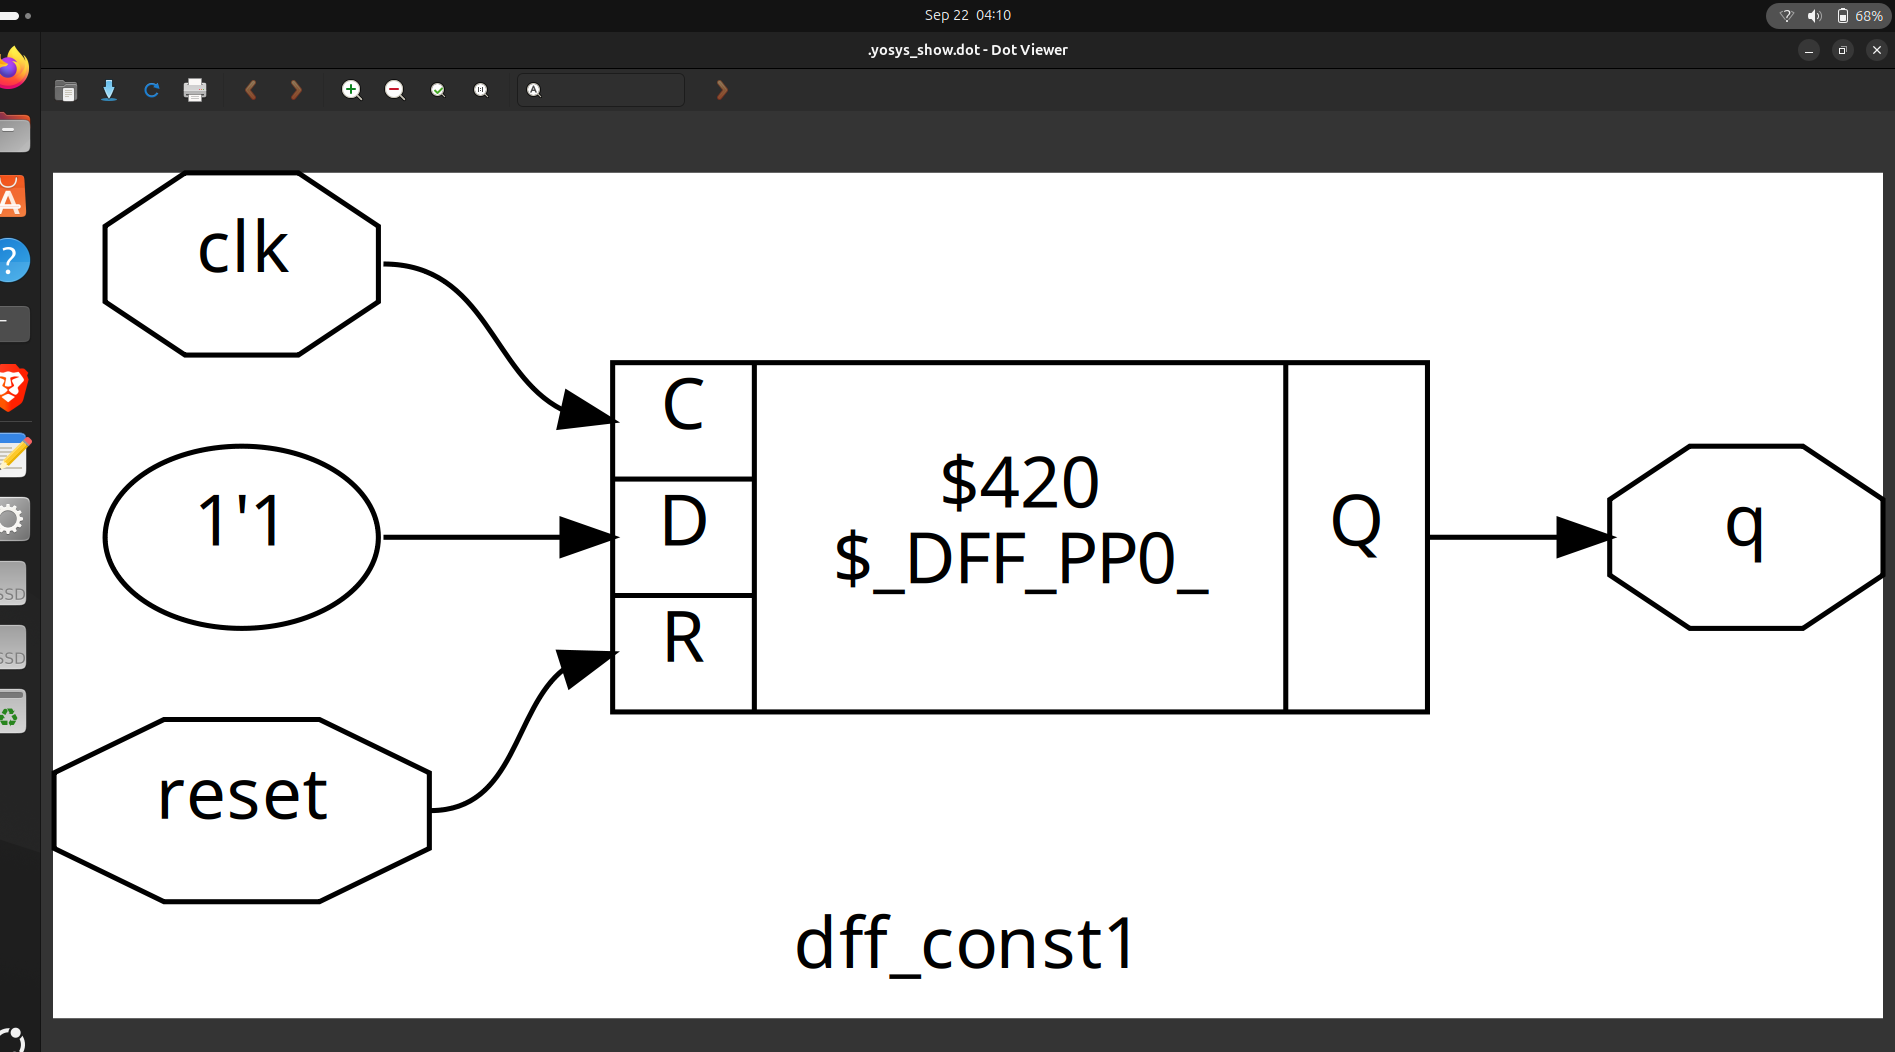 Sep 22 04:10
68%
.yosys_show.dot - Dot Viewer
clk
C
1'1
D
$420
$_DFF_PP0_
Q
q
R
reset
dff_const1
SSD
SSD